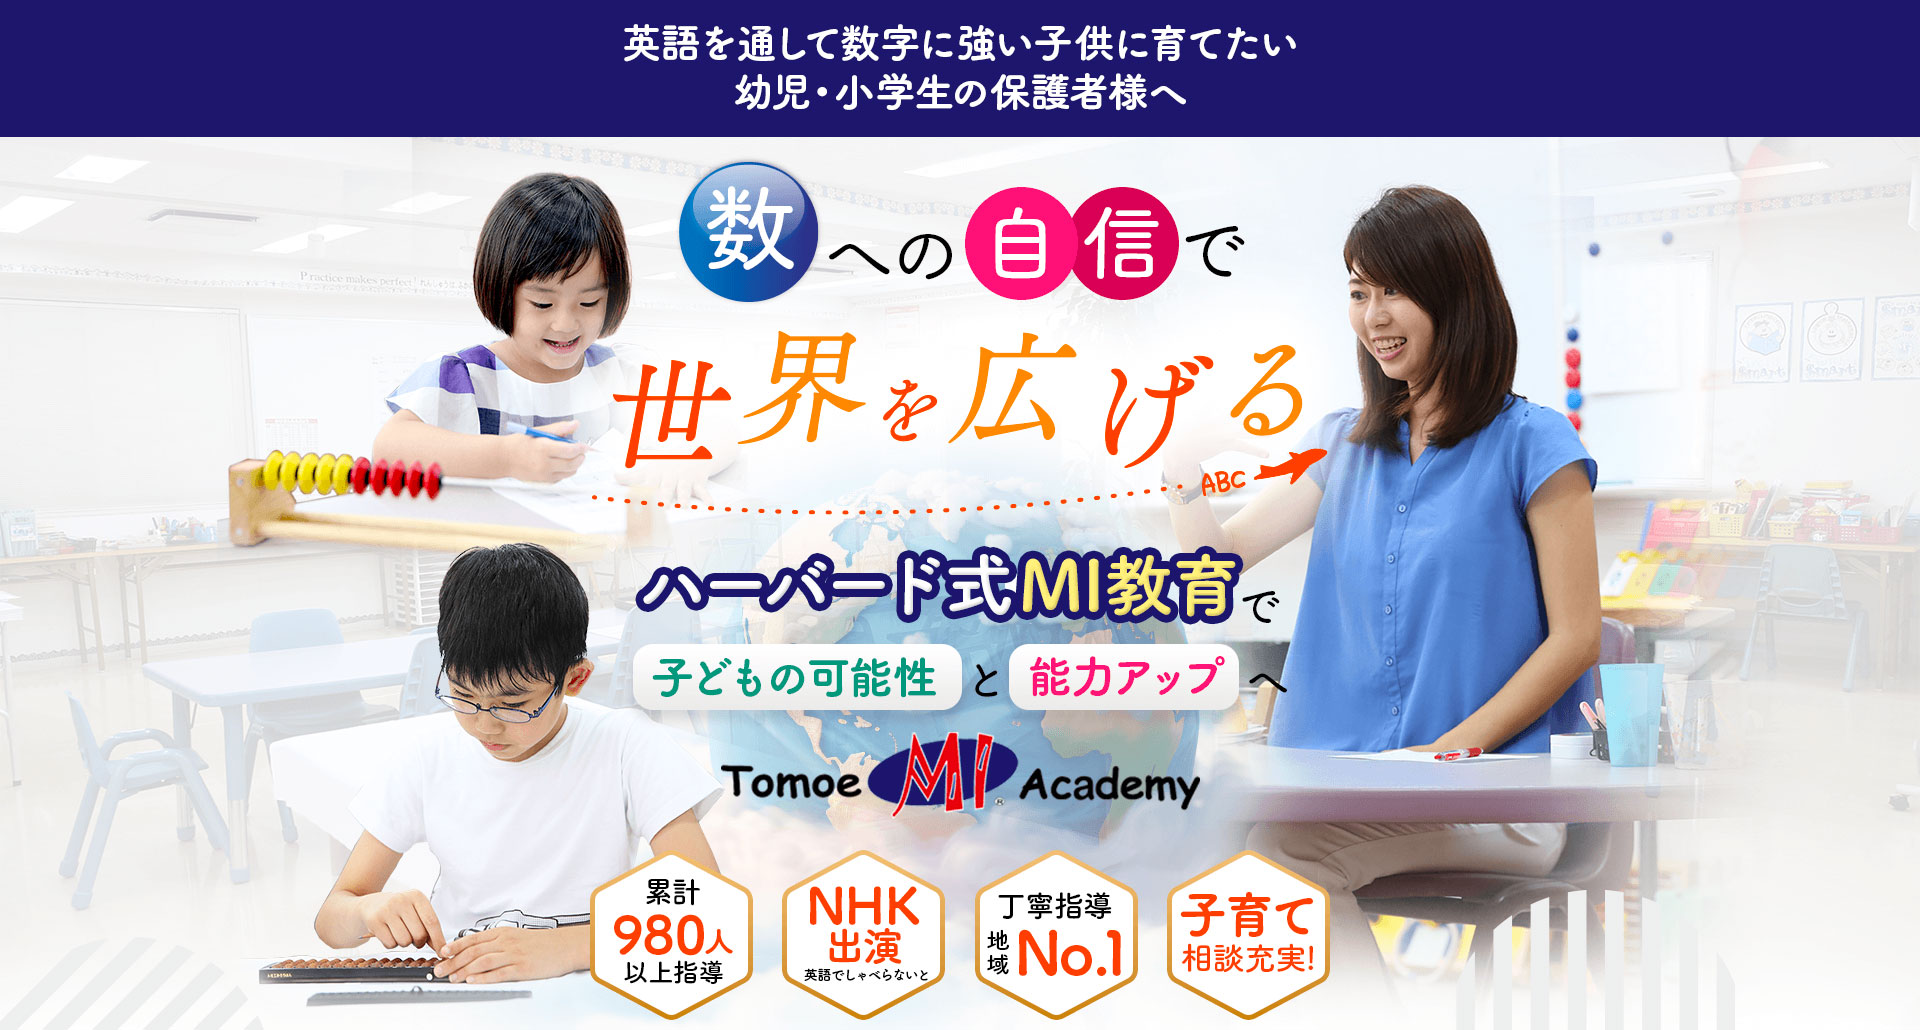 英語を通して数字に強い子供に育てたい
幼児・小学生の保護者様へ
数への自信で
世界を広げる
ABC
Practice makes perfect!
ハーバード式MI教育で
子どもの可能性と能力アップへ
Tomoe MI® Academy
累計
980人
以上指導
NHK
出演
英語でしゃべらないと
丁寧指導
地域No.1
子育て
相談充実!